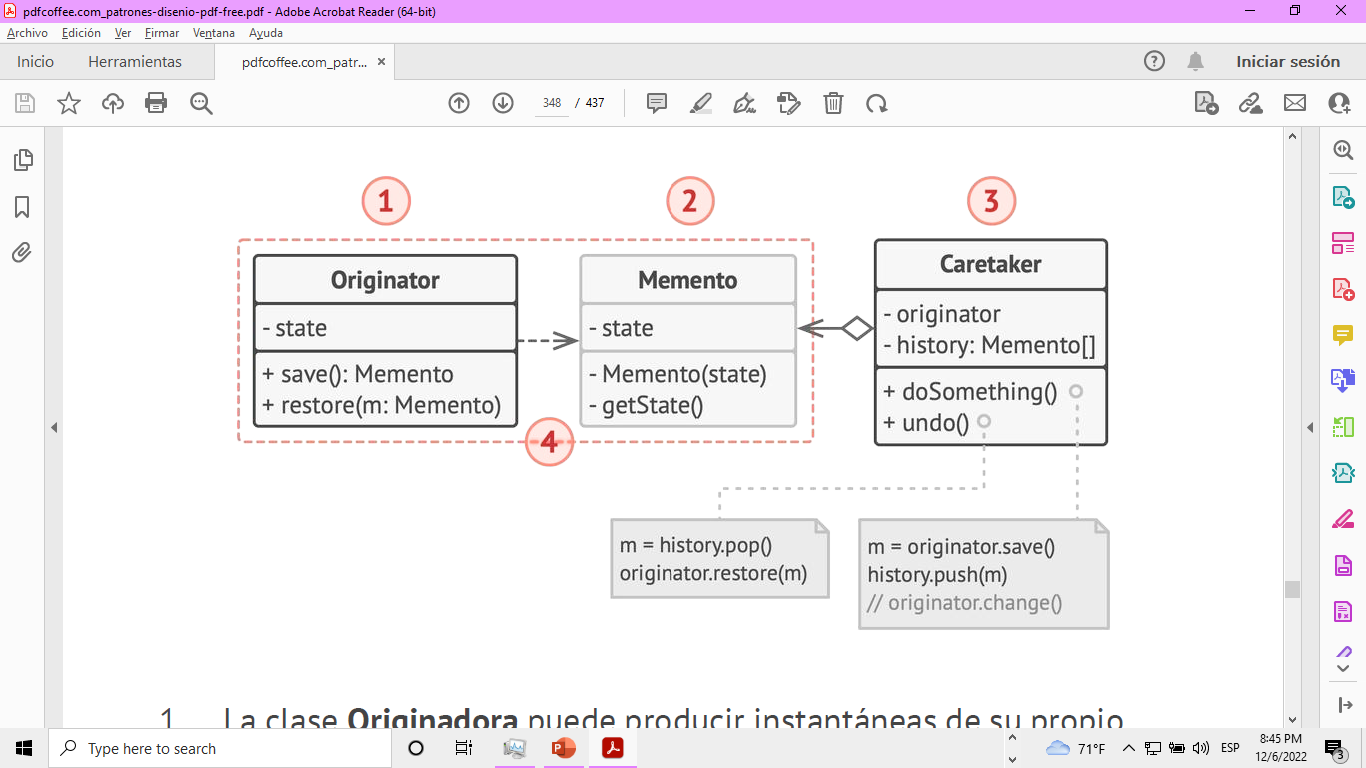 pdfcoffee.com_patrones-disenio-pdf-free.pdf - Adobe Acrobat Reader (64-bit)
Archivo Edición Ver Firmar Ventana Ayuda
Inicio Herramientas pdfcoffee.com_patr... × Iniciar sesión
348 / 437
1 2 3
Originator
- state
+ save(): Memento
+ restore(m: Memento)
Memento
- state
- Memento(state)
- getState()
Caretaker
- originator
- history: Memento[]
+ doSomething()
+ undo()
4
m = history.pop()
originator.restore(m)
m = originator.save()
history.push(m)
// originator.change()
1. La clase Originadora puede producir instantáneas de su propio
Type here to search
71°F
ESP
8:45 PM
12/6/2022
3